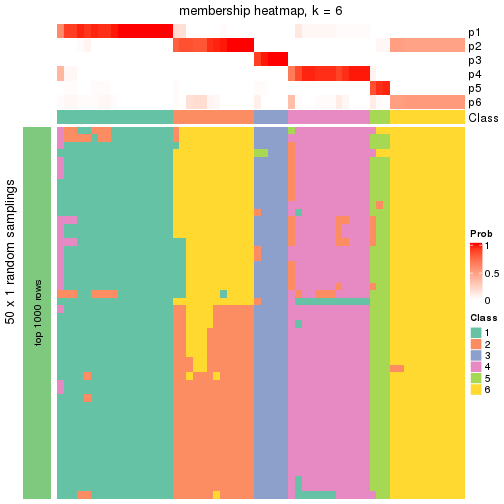 membership heatmap, k = 6
p1
p2
p3
p4
p5
p6
Class
50 x 1 random samplings
top 1000 rows
Prob
1
0.5
0
Class
1
2
3
4
5
6